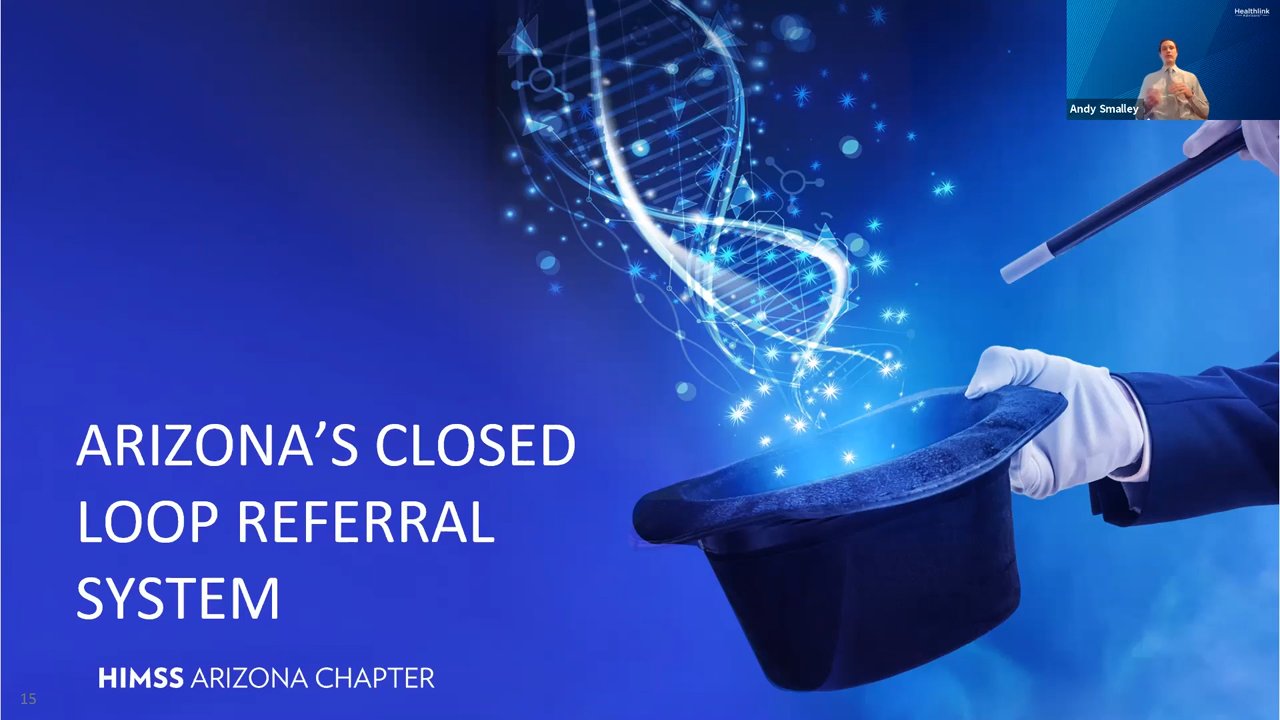 Healthlink
Andy Smalley
ARIZONA'S CLOSED
LOOP REFERRAL
SYSTEM
HIMSS ARIZONA CHAPTER
15